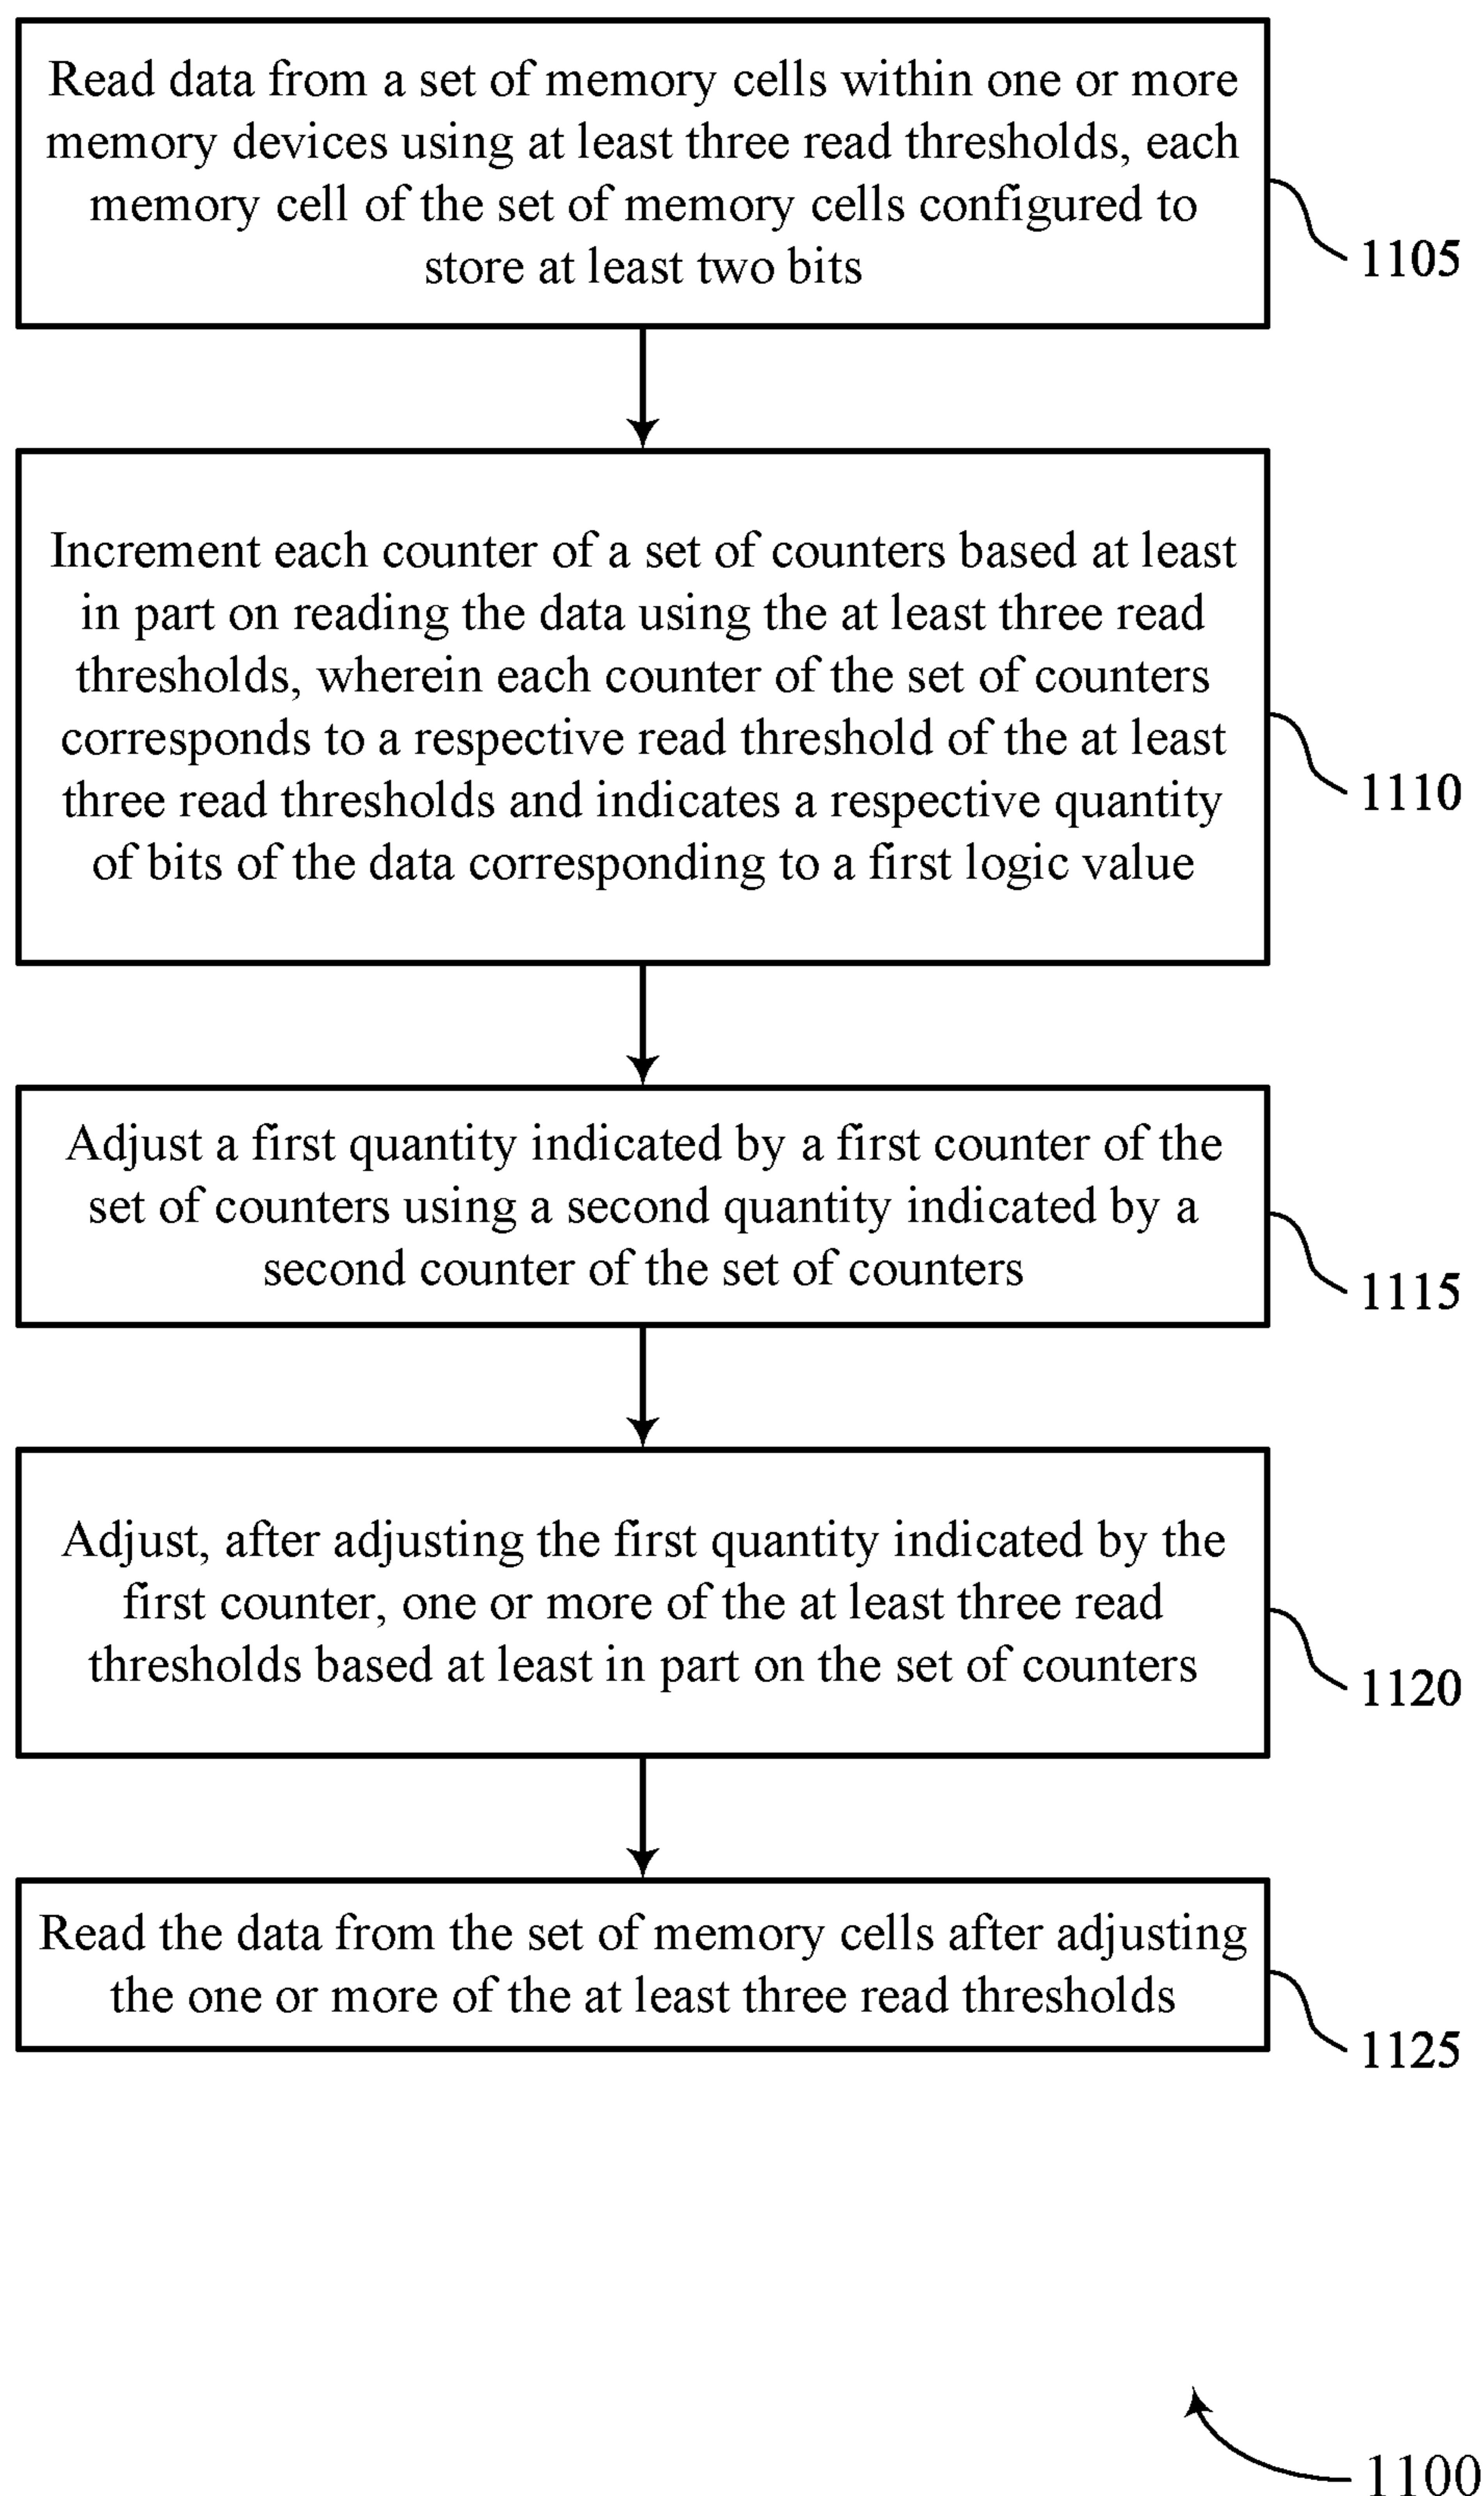 Read data from a set of memory cells within one or more
memory devices using at least three read thresholds, each
memory cell of the set of memory cells configured to
store at least two bits
1105
Increment each counter of a set of counters based at least
in part on reading the data using the at least three read
thresholds, wherein each counter of the set of counters
corresponds to a respective read threshold of the at least
three read thresholds and indicates a respective quantity
of bits of the data corresponding to a first logic value
1110
Adjust a first quantity indicated by a first counter of the
set of counters using a second quantity indicated by a
second counter of the set of counters
1115
Adjust, after adjusting the first quantity indicated by the
first counter, one or more of the at least three read
thresholds based at least in part on the set of counters
1120
Read the data from the set of memory cells after adjusting
the one or more of the at least three read thresholds
1125
1100